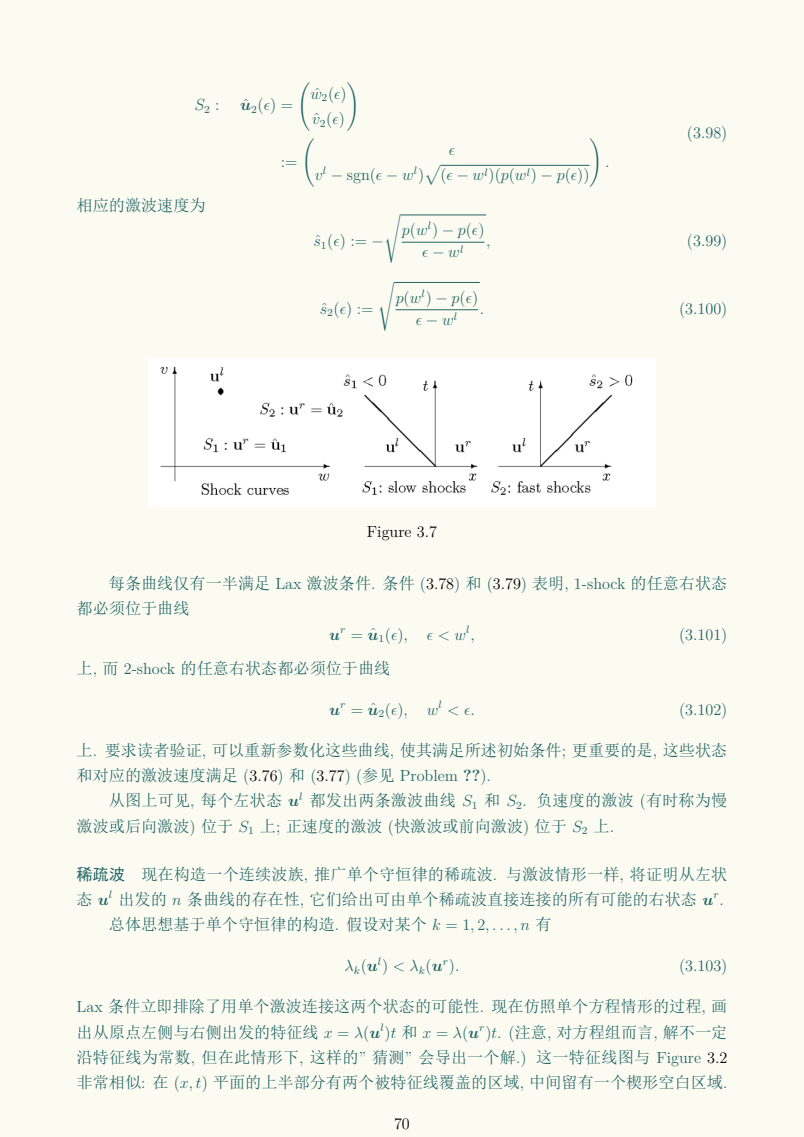 S₂ : û₂(ϵ) = (ŵ₂(ϵ) v̂₂(ϵ))
(3.98)
:= ( ϵ vˡ − sgn(ϵ − wˡ)√((ϵ − wˡ)(p(wˡ) − p(ϵ))) ) .
相应的激波速度为
ŝ₁(ϵ) := −√((p(wˡ) − p(ϵ))/(ϵ − wˡ)), (3.99)
ŝ₂(ϵ) := √((p(wˡ) − p(ϵ))/(ϵ − wˡ)). (3.100)
v uˡ ŝ₁ < 0 t t ŝ₂ > 0
S₂ : uʳ = û₂
S₁ : uʳ = û₁ uˡ uʳ uˡ uʳ
w x x
Shock curves S₁: slow shocks S₂: fast shocks
Figure 3.7
每条曲线仅有一半满足 Lax 激波条件. 条件 (3.78) 和 (3.79) 表明, 1-shock 的任意右状态
都必须位于曲线
uʳ = û₁(ϵ), ϵ < wˡ, (3.101)
上, 而 2-shock 的任意右状态都必须位于曲线
uʳ = û₂(ϵ), wˡ < ϵ. (3.102)
上. 要求读者验证, 可以重新参数化这些曲线, 使其满足所述初始条件; 更重要的是, 这些状态
和对应的激波速度满足 (3.76) 和 (3.77) (参见 Problem ??).
从图上可见, 每个左状态 uˡ 都发出两条激波曲线 S₁ 和 S₂. 负速度的激波 (有时称为慢
激波或后向激波) 位于 S₁ 上; 正速度的激波 (快激波或前向激波) 位于 S₂ 上.
稀疏波 现在构造一个连续波族, 推广单个守恒律的稀疏波. 与激波情形一样, 将证明从左状
态 uˡ 出发的 n 条曲线的存在性, 它们给出可由单个稀疏波直接连接的所有可能的右状态 uʳ.
总体思想基于单个守恒律的构造. 假设对某个 k = 1, 2, . . . , n 有
λₖ(uˡ) < λₖ(uʳ). (3.103)
Lax 条件立即排除了用单个激波连接这两个状态的可能性. 现在仿照单个方程情形的过程, 画
出从原点左侧与右侧出发的特征线 x = λ(uˡ)t 和 x = λ(uʳ)t. (注意, 对方程组而言, 解不一定
沿特征线为常数, 但在此情形下, 这样的” 猜测” 会导出一个解.) 这一特征线图与 Figure 3.2
非常相似: 在 (x, t) 平面的上半部分有两个被特征线覆盖的区域, 中间留有一个楔形空白区域.
70